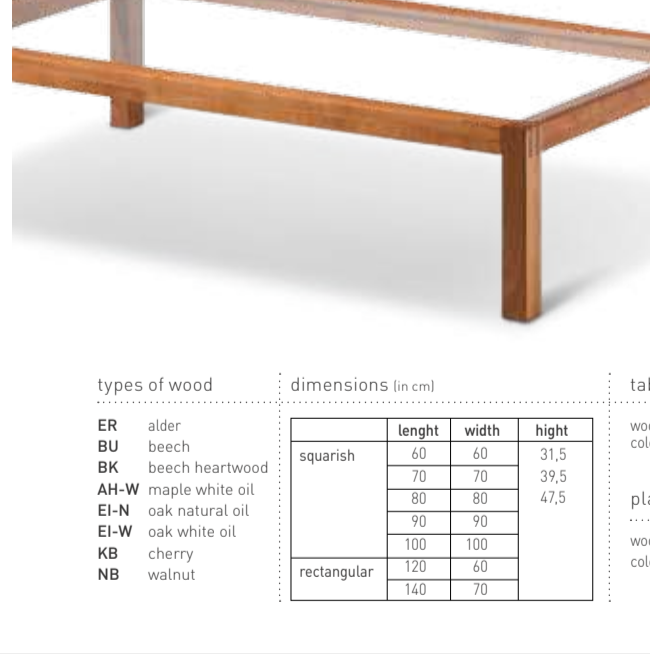 types of wood
ER alder
BU beech
BK beech heartwood
AH-W maple white oil
EI-N oak natural oil
EI-W oak white oil
KB cherry
NB walnut
dimensions (in cm)
lenght width hight
squarish 60 60 31,5
70 70 39,5
80 80 47,5
90 90
100 100
rectangular 120 60
140 70